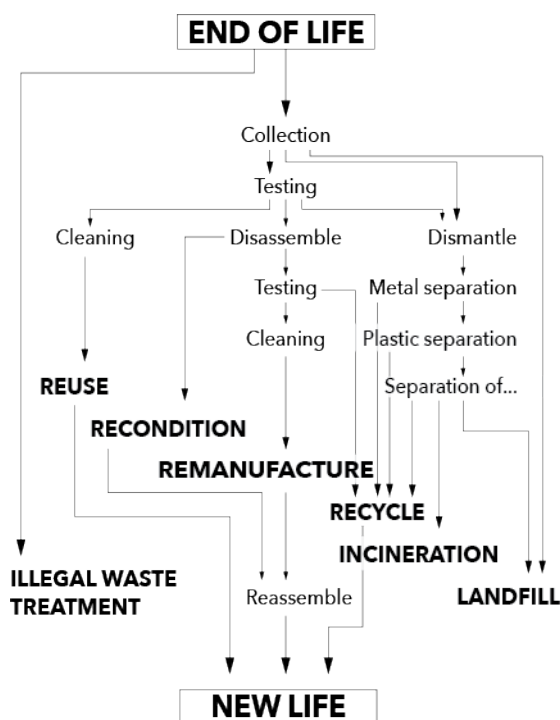 END OF LIFE
Collection
Testing
Cleaning
Disassemble
Dismantle
Testing
Metal separation
Cleaning
Plastic separation
REUSE
Separation of...
RECONDITION
REMANUFACTURE
RECYCLE
INCINERATION
ILLEGAL WASTE
TREATMENT
Reassemble
LANDFILL
NEW LIFE